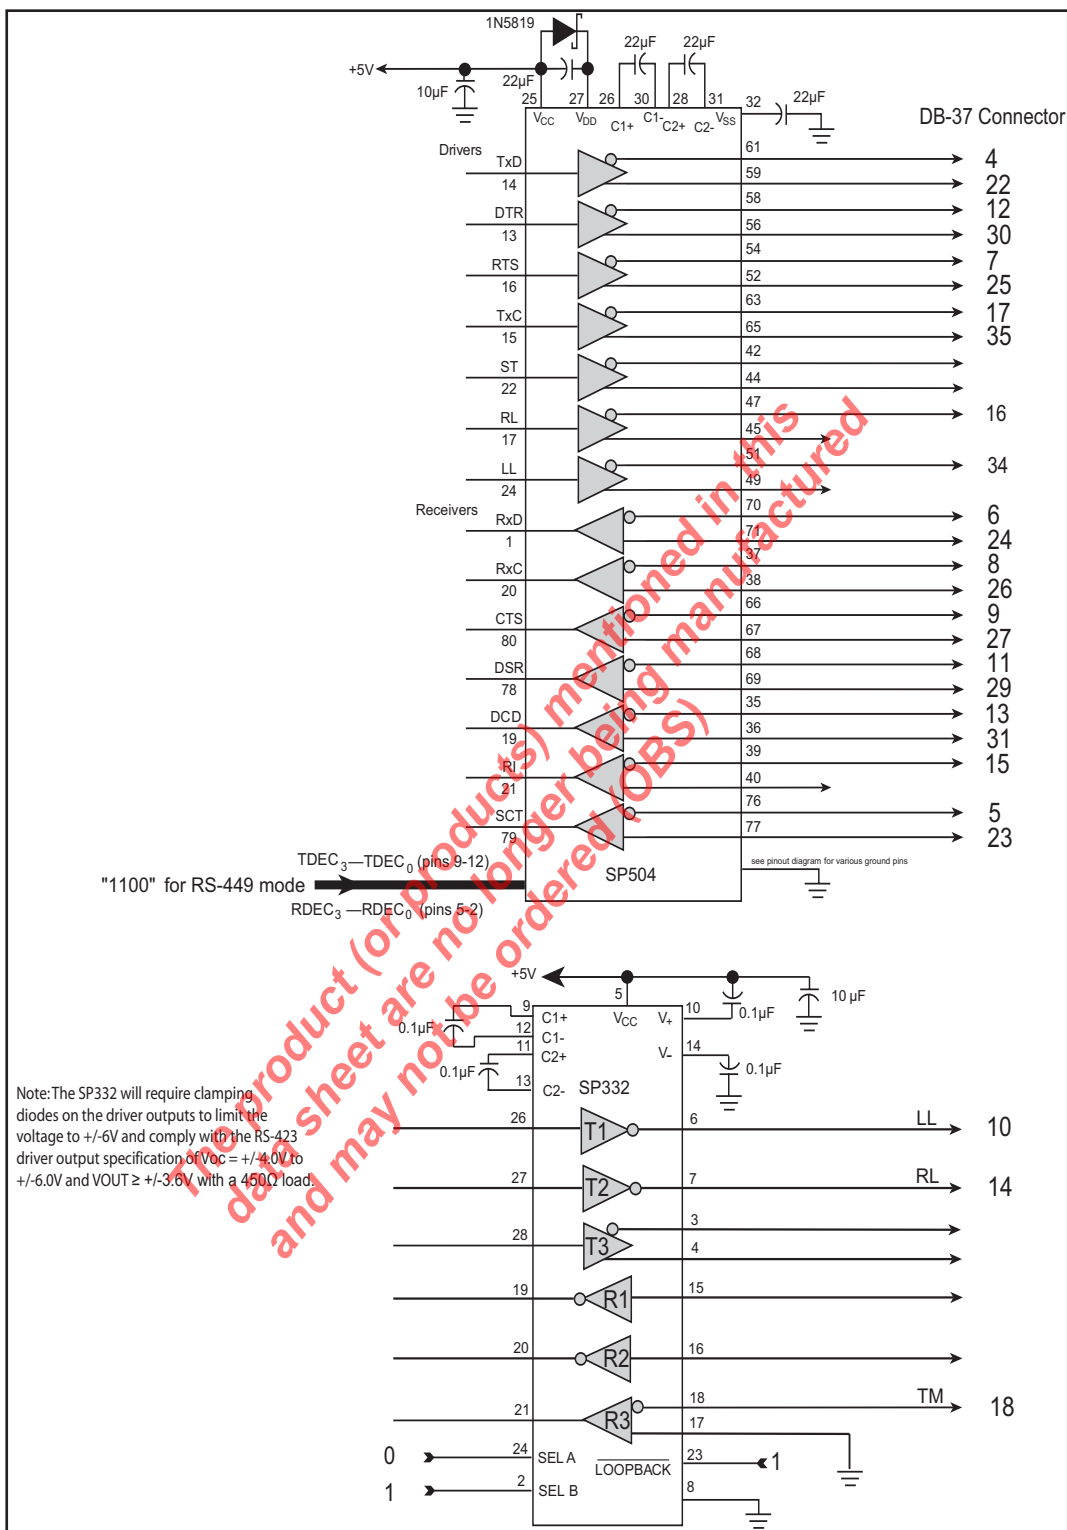 1N5819
22µF 22µF
+5V
10µF
22µF
25 27 26 30 28 31 32 22µF
VCC VDD C1+ C1- C2+ C2- VSS
DB-37 Connector
Drivers
TxD
14
61 4
59 22
DTR
13
58 12
56 30
RTS
16
54 7
52 25
TxC
15
63 17
65 35
ST
22
42
44
RL
17
47 16
45
LL
24
51 34
49
Receivers
RxD
1
70 6
71 24
RxC
20
37 8
38 26
CTS
80
66 9
67 27
DSR
78
68 11
69 29
DCD
19
35 13
36 31
RI
21
39 15
40
SCT
79
76 5
77 23
see pinout diagram for various ground pins
SP504
TDEC3—TDEC0 (pins 9-12)
"1100" for RS-449 mode
RDEC3 —RDEC0 (pins 5-2)
The product (or products) mentioned in this
data sheet are no longer being manufactured
and may not be ordered (OBS)
+5V
5
VCC
9 C1+
0.1µF
12 C1-
11 C2+
0.1µF
13 C2-
V+ 10
0.1µF
10 µF
V- 14
0.1µF
SP332
Note: The SP332 will require clamping
diodes on the driver outputs to limit the
voltage to +/-6V and comply with the RS-423
driver output specification of Voc = +/-4.0V to
+/-6.0V and VOUT ≥ +/-3.6V with a 450Ω load.
26 T1 6 LL 10
27 T2 7 RL 14
28 T3 3
4
19 R1 15
20 R2 16
21 R3 18 TM 18
17
0 24 SEL A
LOOPBACK 23 1
1 2 SEL B
8